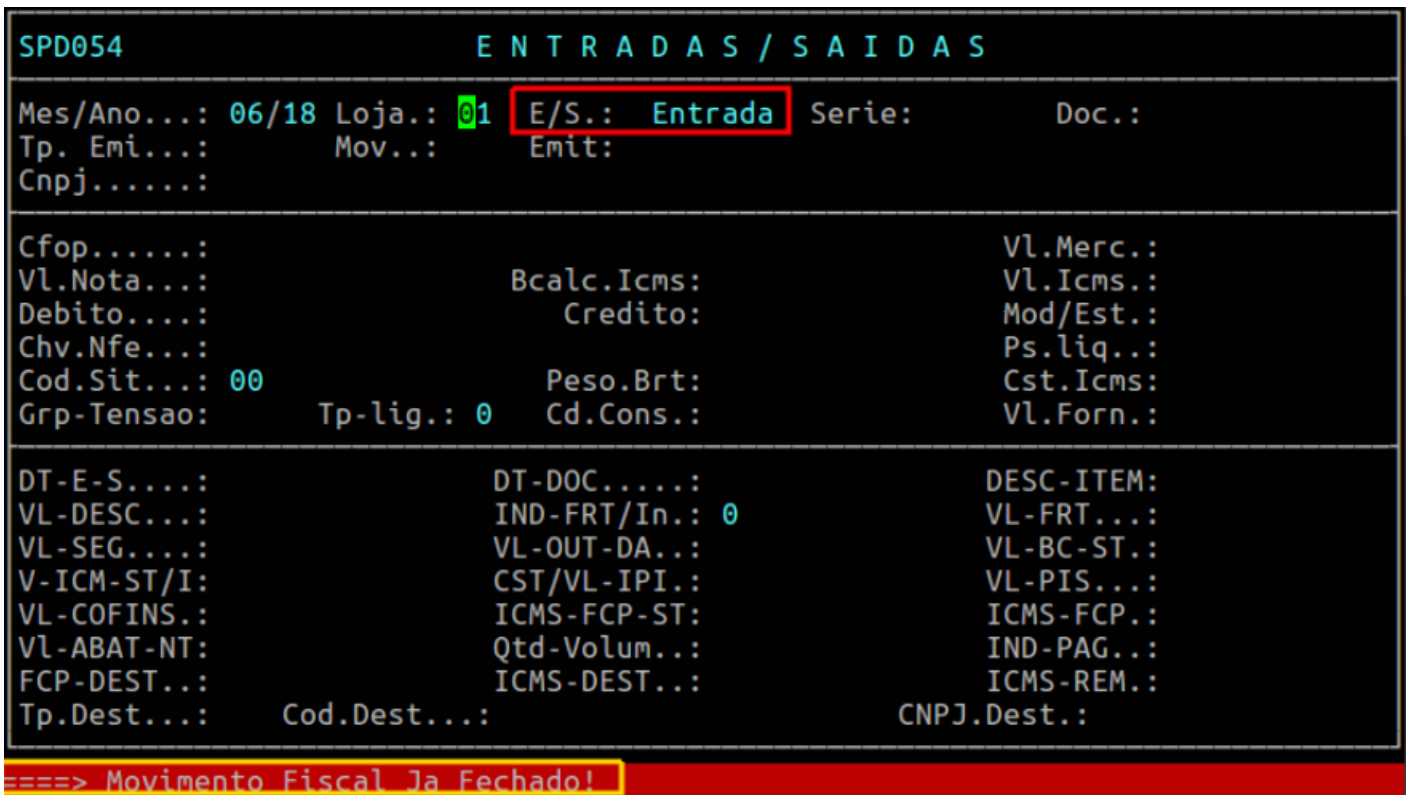 SPD054 E N T R A D A S / S A I D A S
Mes/Ano...: 06/18 Loja.: 01 E/S.: Entrada Serie: Doc.:
Tp. Emi...: Mov..: Emit:
Cnpj......:
Cfop......: Vl.Merc.:
Vl.Nota...: Bcalc.Icms: Vl.Icms.:
Debito....: Credito: Mod/Est.:
Chv.Nfe...: Ps.liq..:
Cod.Sit...: 00 Peso.Brt: Cst.Icms:
Grp-Tensao: Tp-lig.: 0 Cd.Cons.: Vl.Forn.:
DT-E-S....: DT-DOC.....: DESC-ITEM:
VL-DESC...: IND-FRT/In.: 0 VL-FRT...:
VL-SEG....: VL-OUT-DA..: VL-BC-ST.:
V-ICM-ST/I: CST/VL-IPI.: VL-PIS...:
VL-COFINS.: ICMS-FCP-ST: ICMS-FCP.:
Vl-ABAT-NT: Qtd-Volum..: IND-PAG..:
FCP-DEST..: ICMS-DEST..: ICMS-REM.:
Tp.Dest...: Cod.Dest...: CNPJ.Dest.:
====> Movimento Fiscal Ja Fechado!